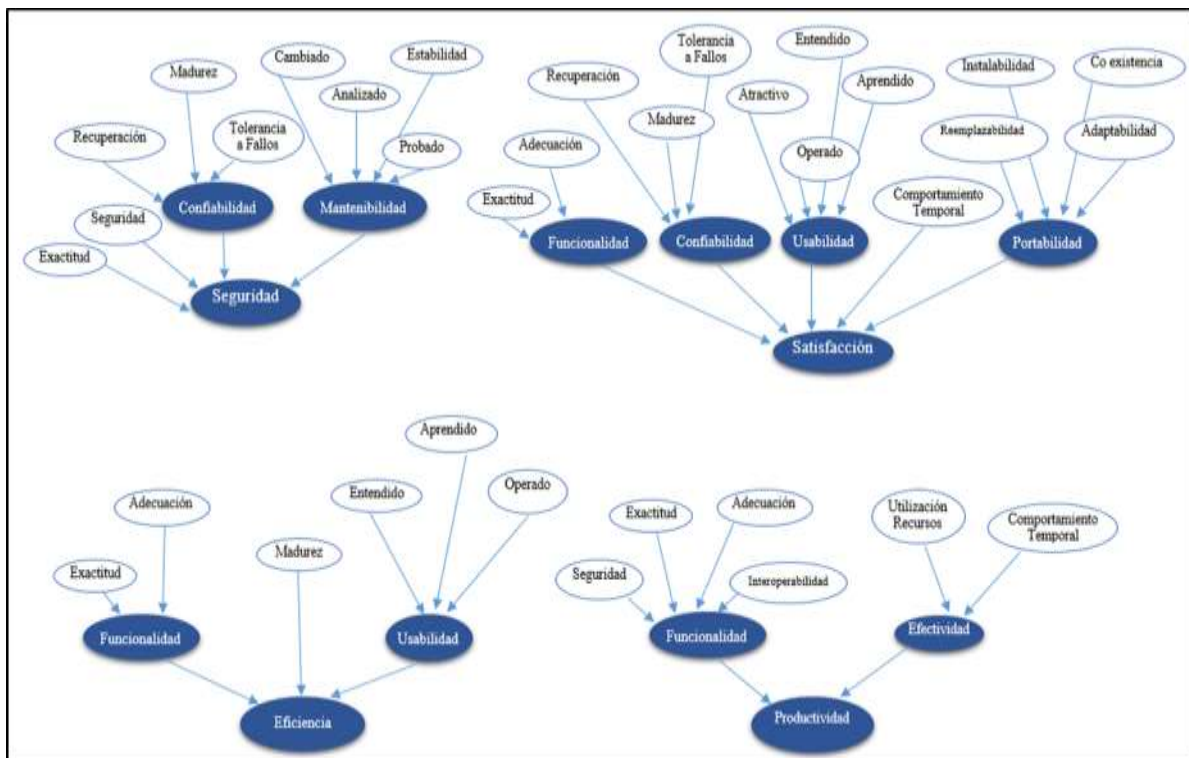 Cambiado
Estabilidad
Madurez
Analizado
Recuperación
Tolerancia
a Fallos
Probado
Confiabilidad
Mantenibilidad
Seguridad
Exactitud
Seguridad
Tolerancia
a Fallos
Entendido
Recuperación
Instalabilidad
Co existencia
Atractivo
Aprendido
Madurez
Reemplazabilidad
Adaptabilidad
Adecuación
Operado
Exactitud
Comportamiento
Temporal
Funcionalidad
Confiabilidad
Usabilidad
Portabilidad
Satisfacción
Aprendido
Adecuación
Entendido
Operado
Madurez
Exactitud
Funcionalidad
Usabilidad
Eficiencia
Exactitud
Adecuación
Utilización
Recursos
Comportamiento
Temporal
Seguridad
Interoperabilidad
Funcionalidad
Efectividad
Productividad